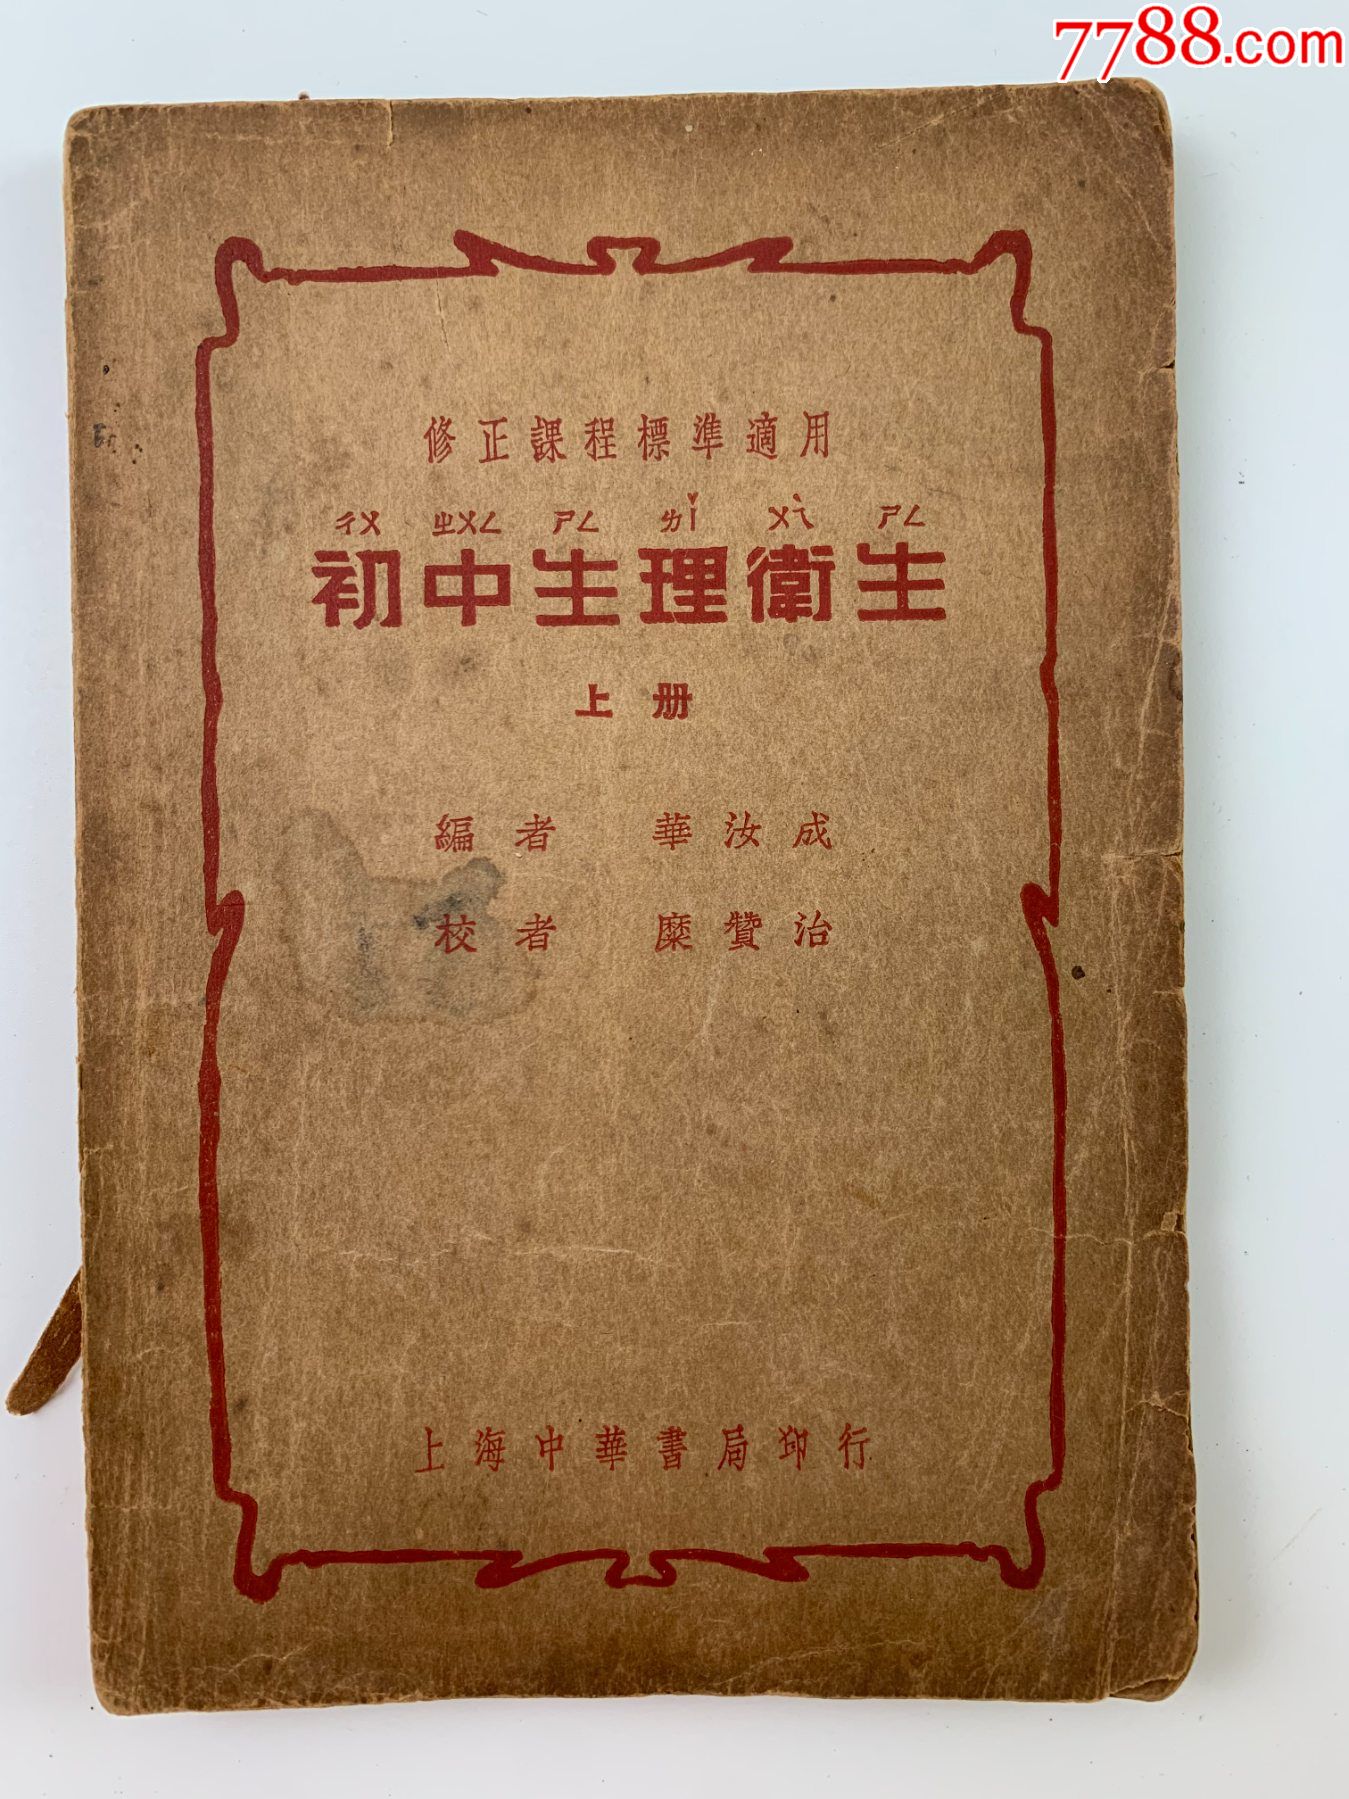 7788.com
修正課程標準適用
ㄔㄨ ㄓㄨㄥ ㄕㄥ ㄌㄧˇ ㄨㄟˋ ㄕㄥ
初中生理衛生
上册
編者 華汝成
校者 糜贊治
上海中華書局印行